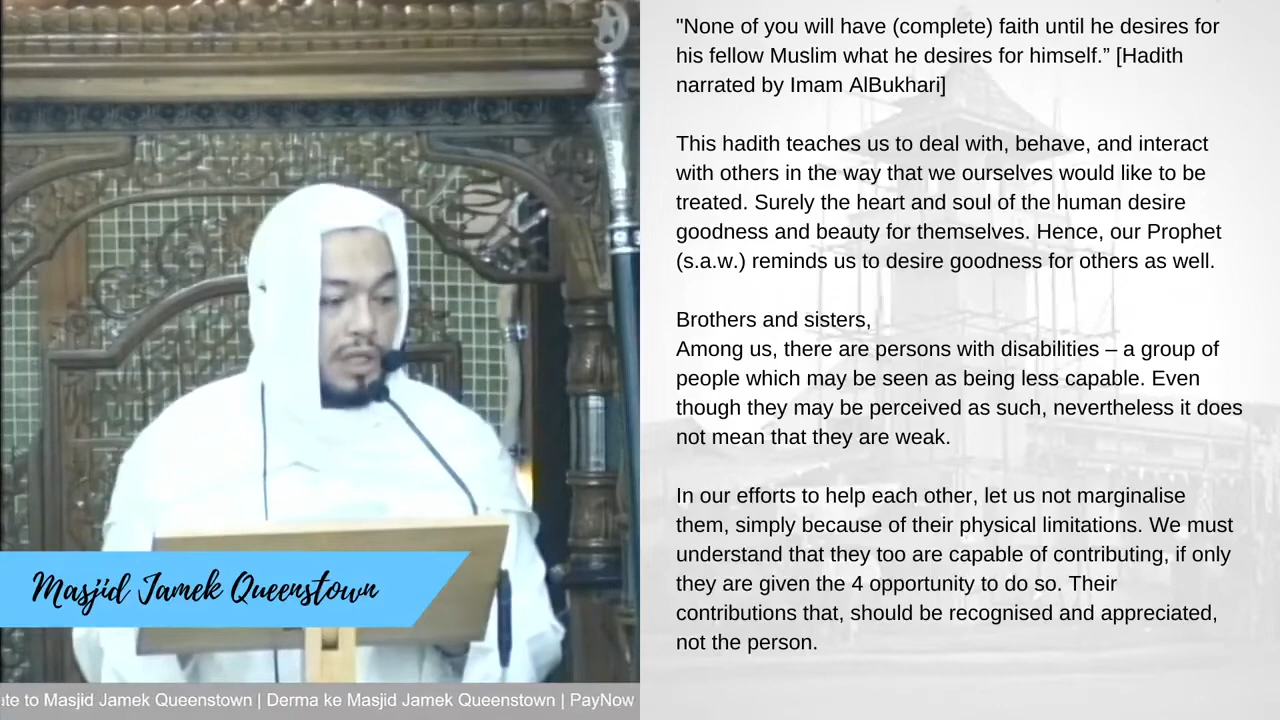 "None of you will have (complete) faith until he desires for
his fellow Muslim what he desires for himself.” [Hadith
narrated by Imam AlBukhari]
This hadith teaches us to deal with, behave, and interact
with others in the way that we ourselves would like to be
treated. Surely the heart and soul of the human desire
goodness and beauty for themselves. Hence, our Prophet
(s.a.w.) reminds us to desire goodness for others as well.
Brothers and sisters,
Among us, there are persons with disabilities – a group of
people which may be seen as being less capable. Even
though they may be perceived as such, nevertheless it does
not mean that they are weak.
In our efforts to help each other, let us not marginalise
them, simply because of their physical limitations. We must
understand that they too are capable of contributing, if only
they are given the 4 opportunity to do so. Their
contributions that, should be recognised and appreciated,
not the person.
Masjid Jamek Queenstown
to Masjid Jamek Queenstown | Derma ke Masjid Jamek Queenstown | PayNow